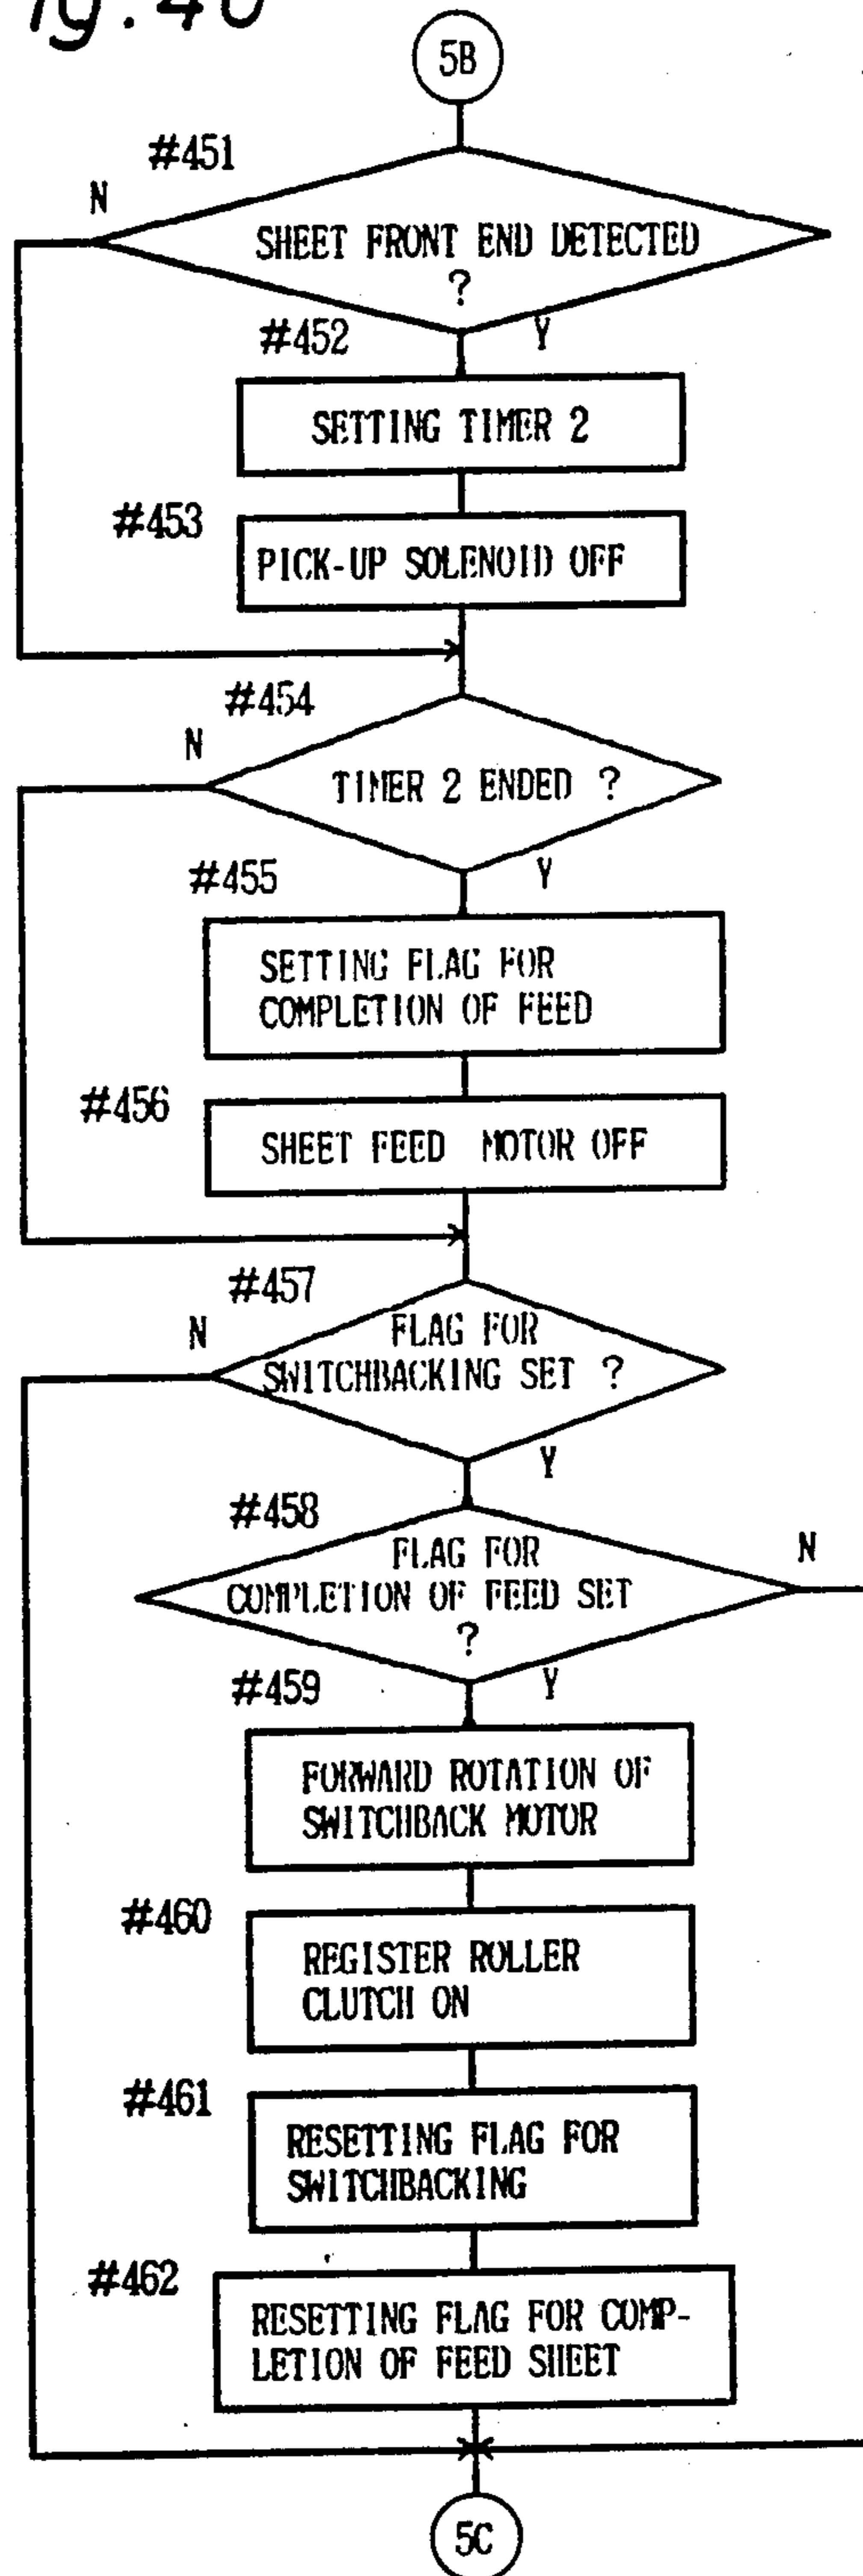 5B
#451
N
SHEET FRONT END DETECTED
?
#452
Y
SETTING TIMER 2
#453
PICK-UP SOLENOID OFF
#454
N
TIMER 2 ENDED ?
#455
Y
SETTING FLAG FOR
COMPLETION OF FEED
#456
SHEET FEED MOTOR OFF
#457
N
FLAG FOR
SWITCHBACKING SET ?
Y
#458
N
FLAG FOR
COMPLETION OF FEED SET
?
#459
Y
FORWARD ROTATION OF
SWITCHBACK MOTOR
#460
REGISTER ROLLER
CLUTCH ON
#461
RESETTING FLAG FOR
SWITCHBACKING
#462
RESETTING FLAG FOR COMP-
LETION OF FEED SHEET
5C